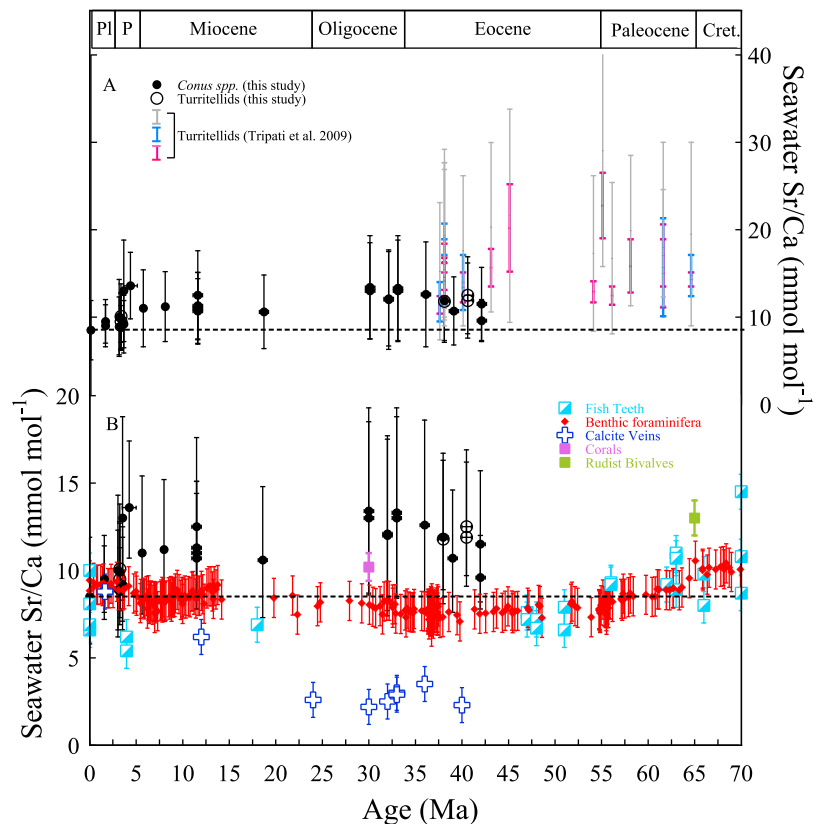 Pl P Miocene Oligocene Eocene Paleocene Cret.
A
Conus spp. (this study)
Turritellids (this study)
Turritellids (Tripati et al. 2009)
40
30
20
10
0
Seawater Sr/Ca (mmol mol⁻¹)
B
Fish Teeth
Benthic foraminifera
Calcite Veins
Corals
Rudist Bivalves
20
15
10
5
0
Seawater Sr/Ca (mmol mol⁻¹)
0 5 10 15 20 25 30 35 40 45 50 55 60 65 70
Age (Ma)